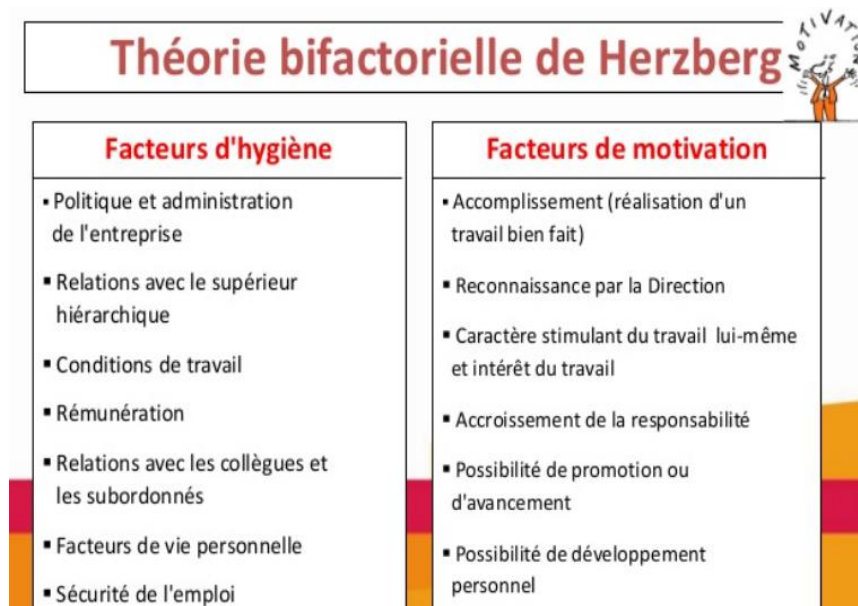 Théorie bifactorielle de Herzberg
MOTIVATION
Facteurs d'hygiène
▪ Politique et administration
de l'entreprise
▪ Relations avec le supérieur
hiérarchique
▪ Conditions de travail
▪ Rémunération
▪ Relations avec les collègues et
les subordonnés
▪ Facteurs de vie personnelle
▪ Sécurité de l'emploi
Facteurs de motivation
▪ Accomplissement (réalisation d'un
travail bien fait)
▪ Reconnaissance par la Direction
▪ Caractère stimulant du travail lui-même
et intérêt du travail
▪ Accroissement de la responsabilité
▪ Possibilité de promotion ou
d'avancement
▪ Possibilité de développement
personnel